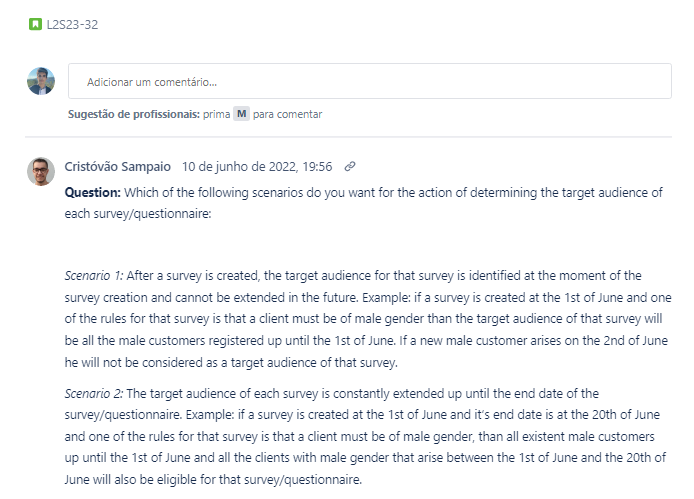 L2S23-32
Adicionar um comentário...
Sugestão de profissionais: prima M para comentar
Cristóvão Sampaio 10 de junho de 2022, 19:56
Question: Which of the following scenarios do you want for the action of determining the target audience of
each survey/questionnaire:
Scenario 1: After a survey is created, the target audience for that survey is identified at the moment of the
survey creation and cannot be extended in the future. Example: if a survey is created at the 1st of June and one
of the rules for that survey is that a client must be of male gender than the target audience of that survey will
be all the male customers registered up until the 1st of June. If a new male customer arises on the 2nd of June
he will not be considered as a target audience of that survey.
Scenario 2: The target audience of each survey is constantly extended up until the end date of the
survey/questionnaire. Example: if a survey is created at the 1st of June and it's end date is at the 20th of June
and one of the rules for that survey is that a client must be of male gender, than all existent male customers
up until the 1st of June and all the clients with male gender that arise between the 1st of June and the 20th of
June will also be eligible for that survey/questionnaire.